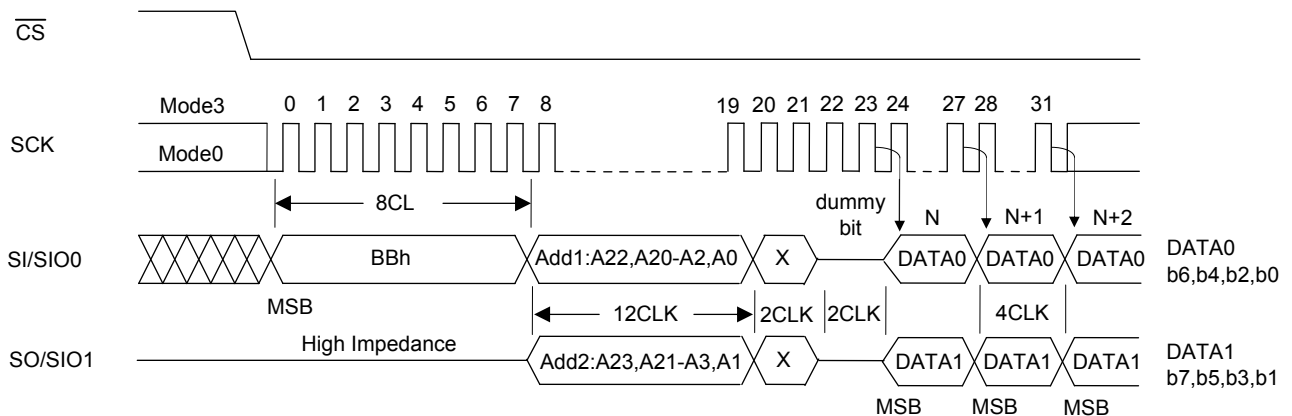 CS
Mode3 0 1 2 3 4 5 6 7 8 19 20 21 22 23 24 27 28 31
SCK
Mode0
8CL
dummy
bit
N N+1 N+2
SI/SIO0 BBh Add1:A22,A20-A2,A0 X DATA0 DATA0 DATA0
DATA0
b6,b4,b2,b0
MSB
12CLK 2CLK 2CLK 4CLK
High Impedance
SO/SIO1 Add2:A23,A21-A3,A1 X DATA1 DATA1 DATA1
DATA1
b7,b5,b3,b1
MSB MSB MSB